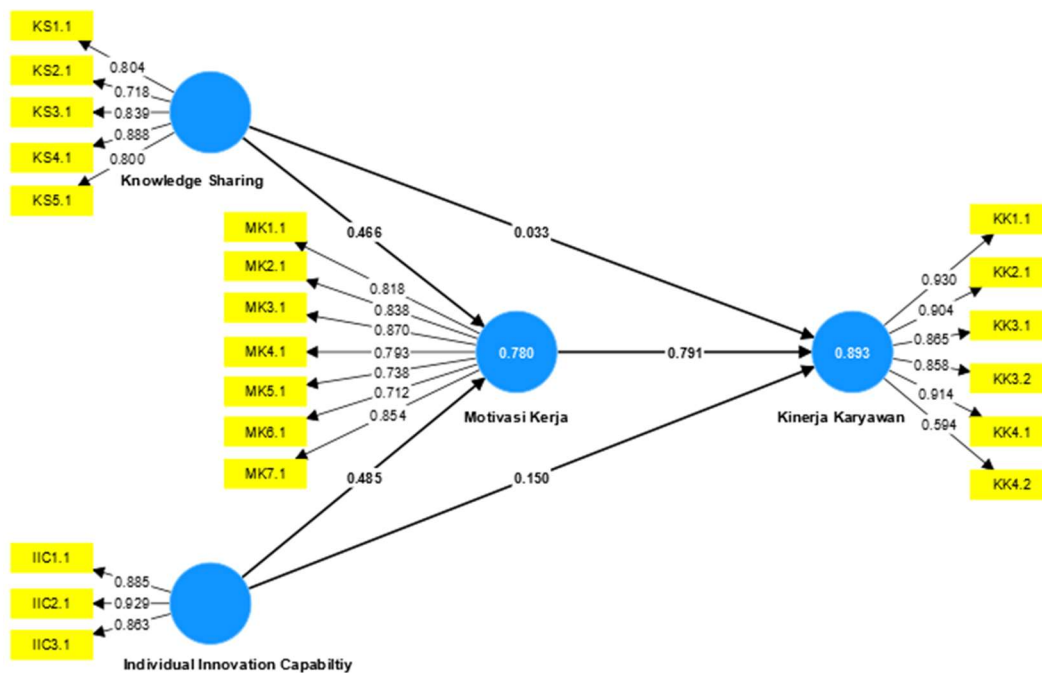 KS1.1
0.804
KS2.1
0.718
KS3.1
0.839
KS4.1
0.888
KS5.1
0.800
Knowledge Sharing
0.466
0.033
MK1.1
0.818
MK2.1
0.838
MK3.1
0.870
MK4.1
0.793
MK5.1
0.738
MK6.1
0.712
MK7.1
0.854
0.780
Motivasi Kerja
0.791
0.893
Kinerja Karyawan
KK1.1
0.930
KK2.1
0.904
KK3.1
0.865
KK3.2
0.858
KK4.1
0.914
KK4.2
0.594
0.485
0.150
IIC1.1
0.885
IIC2.1
0.929
IIC3.1
0.863
Individual Innovation Capabiltiy